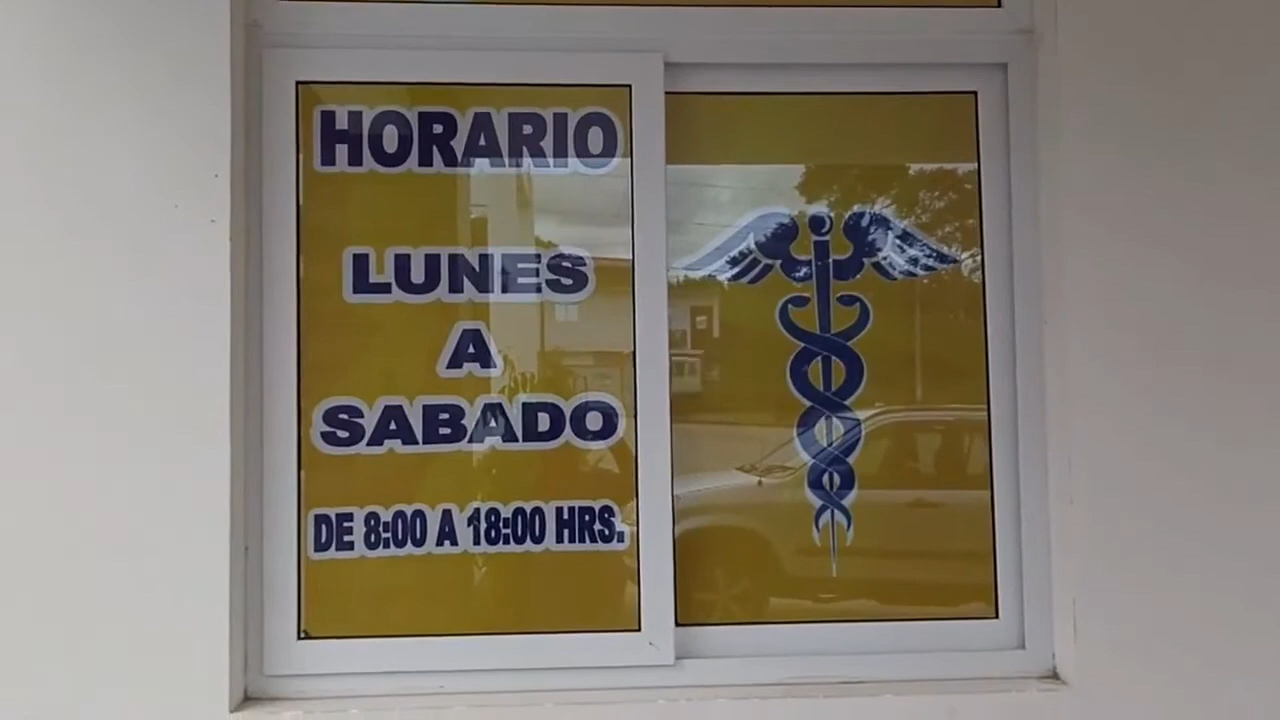 HORARIO
LUNES
A
SABADO
DE 8:00 A 18:00 HRS.